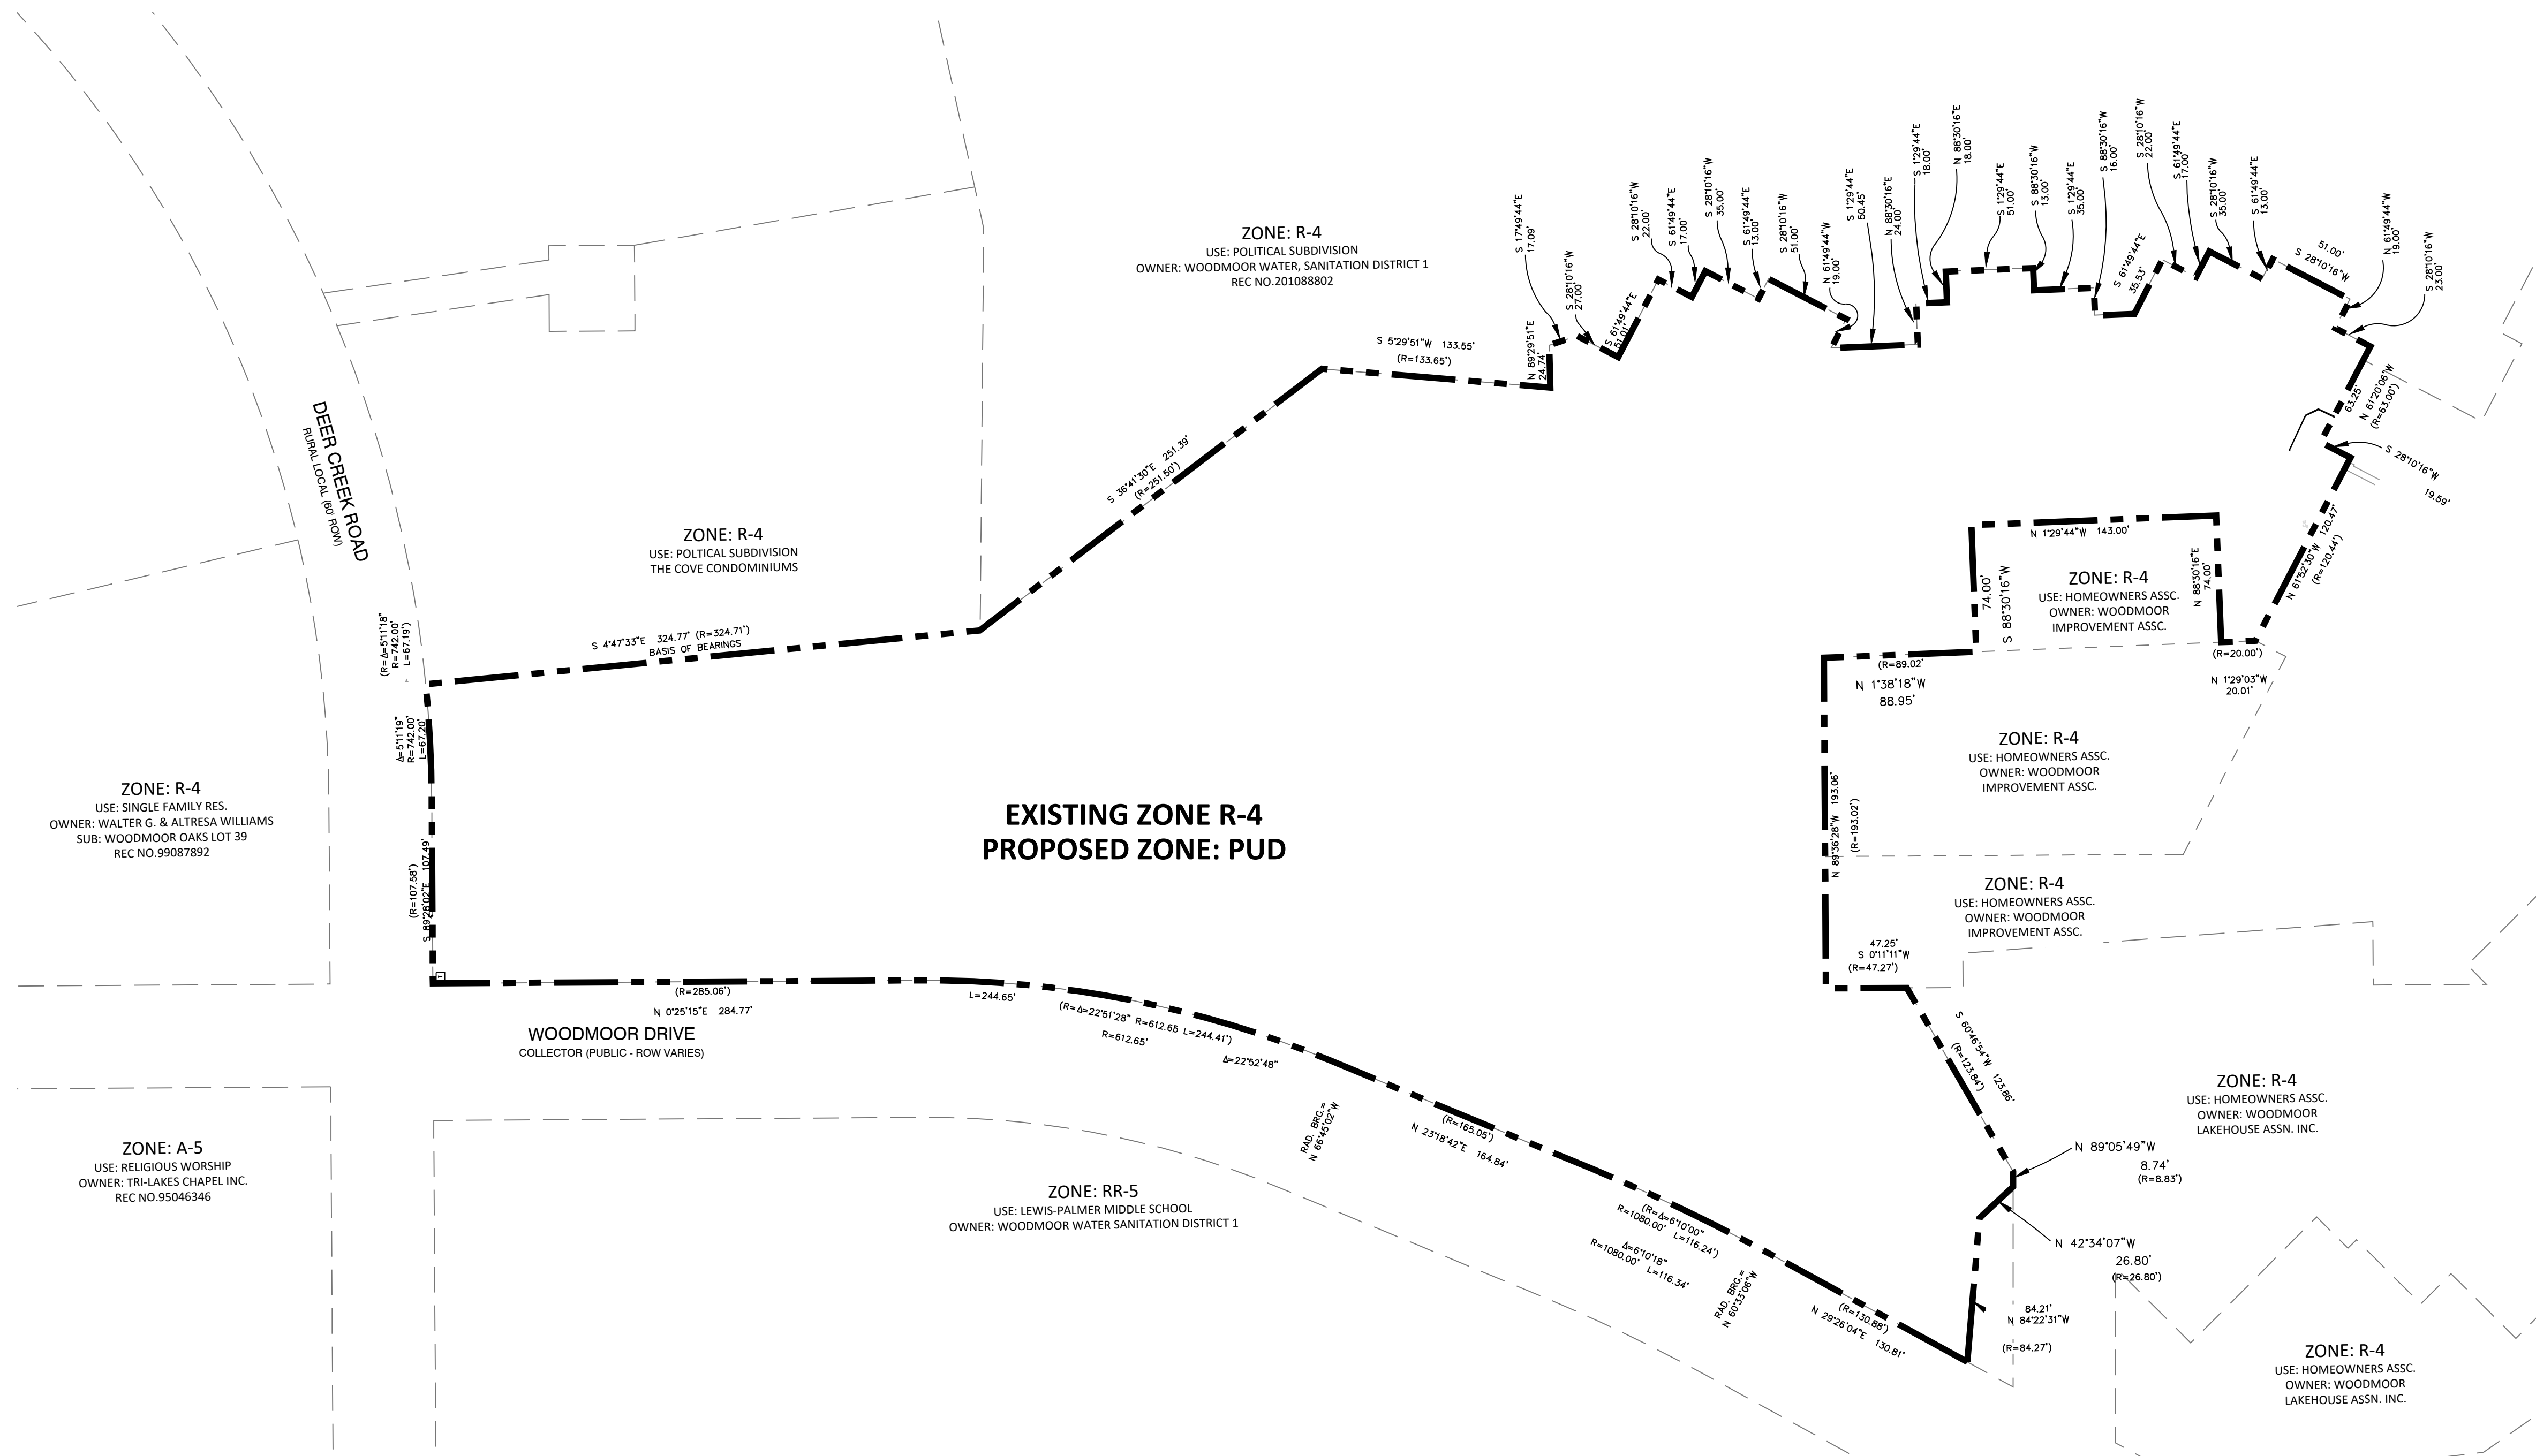 ZONE: R-4
USE: POLITICAL SUBDIVISION
OWNER: WOODMOOR WATER, SANITATION DISTRICT 1
REC NO.201088802
S 17°49'44"E
17.09'
S 28°10'16"W
27.00'
S 61°49'44"E
51.01'
S 28°10'16"W
22.00'
S 61°49'44"E
17.00'
S 28°10'16"W
35.00'
S 61°49'44"E
13.00'
S 28°10'16"W
51.00'
N 61°49'44"W
19.00'
S 1°29'44"E
50.45'
N 88°30'16"E
24.00'
S 1°29'44"E
18.00'
N 88°30'16"E
18.00'
S 1°29'44"E
51.00'
S 88°30'16"W
13.00'
S 1°29'44"E
35.00'
S 88°30'16"W
16.00'
S 61°49'44"E
35.53'
S 28°10'16"W
22.00'
S 61°49'44"E
17.00'
S 28°10'16"W
35.00'
S 61°49'44"E
13.00'
51.00'
S 28°10'16"W
N 61°49'44"W
19.00'
S 28°10'16"W
23.00'
63.25'
N 61°20'06"W
(R=63.00')
S 28°10'16"W
19.59'
N 61°52'30"W 120.47'
(R=120.44')
N 89°29'51"E
24.74'
S 5°29'51"W 133.55'
(R=133.65')
S 36°41'30"E 251.39'
(R=251.50')
DEER CREEK ROAD
RURAL LOCAL (60' ROW)
ZONE: R-4
USE: POLTICAL SUBDIVISION
THE COVE CONDOMINIUMS
S 4°47'33"E 324.77' (R=324.71')
BASIS OF BEARINGS
(R=Δ=5°11'18"
R=742.00'
L=67.19')
Δ=5°11'19"
R=742.00'
L=67.20'
(R=107.58')
S 89°28'02"E 107.49'
N 1°29'44"W 143.00'
74.00'
S 88°30'16"W
N 88°30'16"E
74.00'
ZONE: R-4
USE: HOMEOWNERS ASSC.
OWNER: WOODMOOR
IMPROVEMENT ASSC.
(R=20.00')
N 1°29'03"W
20.01'
(R=89.02'
N 1°38'18"W
88.95'
ZONE: R-4
USE: HOMEOWNERS ASSC.
OWNER: WOODMOOR
IMPROVEMENT ASSC.
N 89°36'28"W 193.06'
(R=193.02')
ZONE: R-4
USE: SINGLE FAMILY RES.
OWNER: WALTER G. & ALTRESA WILLIAMS
SUB: WOODMOOR OAKS LOT 39
REC NO.99087892
EXISTING ZONE R-4
PROPOSED ZONE: PUD
ZONE: R-4
USE: HOMEOWNERS ASSC.
OWNER: WOODMOOR
IMPROVEMENT ASSC.
47.25'
S 0°11'11"W
(R=47.27')
1
(R=285.06')
N 0°25'15"E 284.77'
L=244.65'
(R=Δ=22°51'28" R=612.65 L=244.41')
R=612.65'
Δ=22°52'48"
WOODMOOR DRIVE
COLLECTOR (PUBLIC - ROW VARIES)
S 60°46'54"W 123.86'
(R=123.84')
ZONE: R-4
USE: HOMEOWNERS ASSC.
OWNER: WOODMOOR
LAKEHOUSE ASSN. INC.
N 89°05'49"W
8.74'
(R=8.83')
RAD. BRG.=
N 66°45'02"W
(R=165.05')
N 23°18'42"E 164.84'
ZONE: A-5
USE: RELIGIOUS WORSHIP
OWNER: TRI-LAKES CHAPEL INC.
REC NO.95046346
ZONE: RR-5
USE: LEWIS-PALMER MIDDLE SCHOOL
OWNER: WOODMOOR WATER SANITATION DISTRICT 1
(R=Δ=6°10'00"
R=1080.00' L=116.24')
Δ=6°10'18"
R=1080.00' L=116.34'
RAD. BRG.=
N 60°33'06"W
N 42°34'07"W
26.80'
(R=26.80')
(R=130.88')
N 29°26'04"E 130.81'
84.21'
N 84°22'31"W
(R=84.27')
ZONE: R-4
USE: HOMEOWNERS ASSC.
OWNER: WOODMOOR
LAKEHOUSE ASSN. INC.